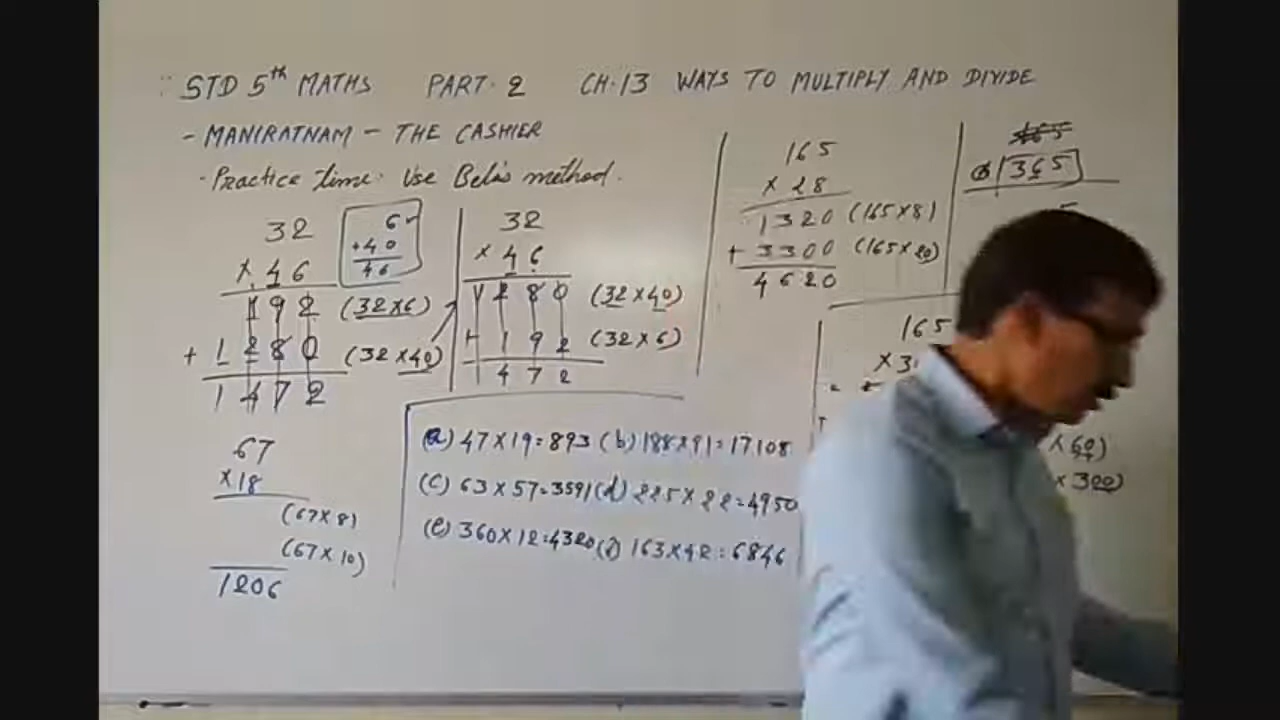 STD 5th MATHS PART-2 CH.13 WAYS TO MULTIPLY AND DIVIDE
- MANIRATNAM - THE CASHIER
- Practice time: Use Bela's method.
32
× 46
192 (32×6)
+ 1280 (32×40)
1472
6
+40
46
32
× 46
1280 (32×40)
+ 192 (32×6)
1472
165
× 28
1320 (165×8)
+ 3300 (165×20)
4620
365
165
×3
×60)
×300)
67
×18
(67×8)
(67×10)
1206
(a) 47×19=893 (b) 188×91=17108
(c) 63×57=3591 (d) 225×22=4950
(e) 360×12=4320 (f) 163×42=6846